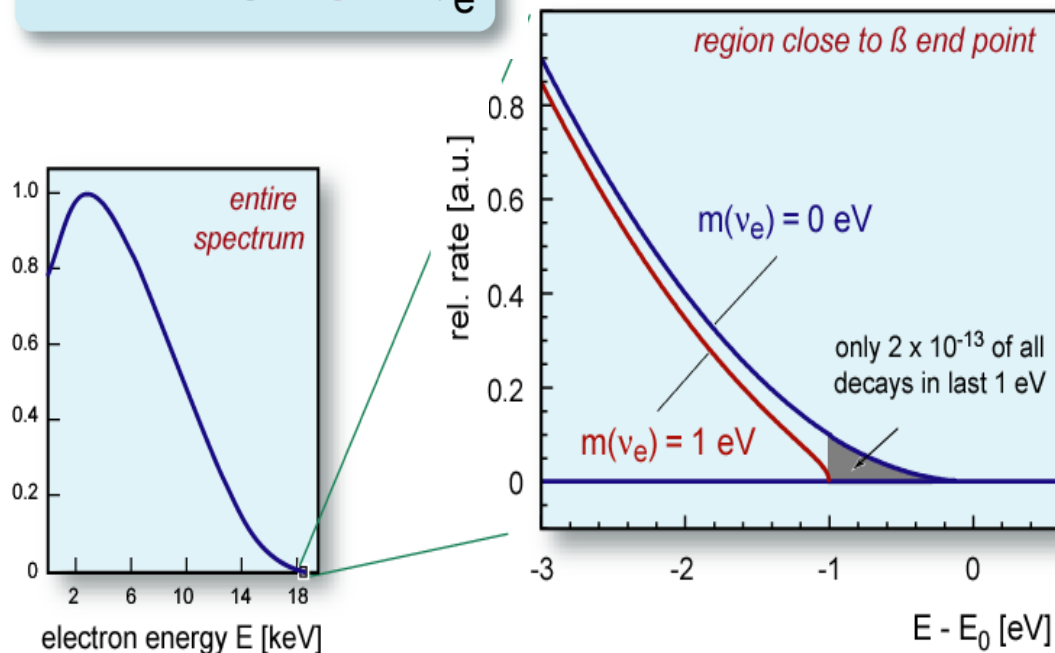 e
entire
spectrum
1.0
0.8
0.6
0.4
0.2
0
2 6 10 14 18
electron energy E [keV]
region close to ß end point
rel. rate [a.u.]
0.8
0.6
0.4
0.2
0
m(νe) = 0 eV
only 2 x 10-13 of all
decays in last 1 eV
m(νe) = 1 eV
-3 -2 -1 0
E - E0 [eV]